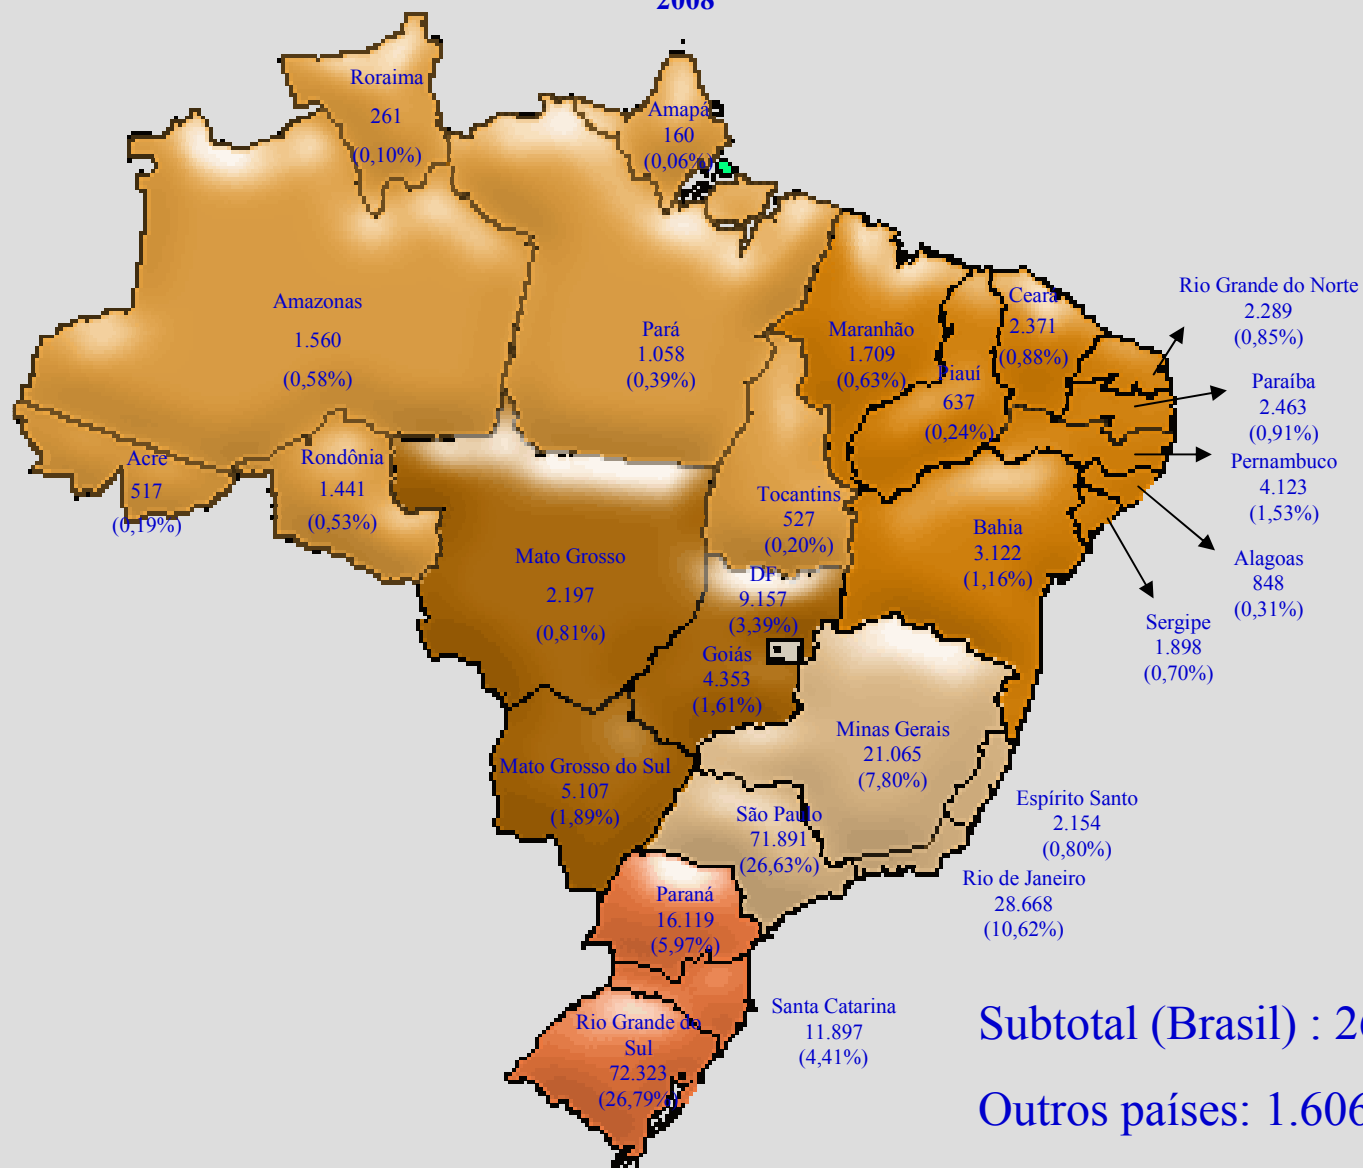 2008
Roraima
261
(0,10%)
Amapá
160
(0,06%)
Amazonas
1.560
(0,58%)
Pará
1.058
(0,39%)
Maranhão
1.709
(0,63%)
Piauí
637
(0,24%)
Ceará
2.371
(0,88%)
Rio Grande do Norte
2.289
(0,85%)
Paraíba
2.463
(0,91%)
Pernambuco
4.123
(1,53%)
Alagoas
848
(0,31%)
Sergipe
1.898
(0,70%)
Acre
517
(0,19%)
Rondônia
1.441
(0,53%)
Tocantins
527
(0,20%)
Bahia
3.122
(1,16%)
Mato Grosso
2.197
(0,81%)
DF
9.157
(3,39%)
Goiás
4.353
(1,61%)
Minas Gerais
21.065
(7,80%)
Mato Grosso do Sul
5.107
(1,89%)
Espírito Santo
2.154
(0,80%)
São Paulo
71.891
(26,63%)
Rio de Janeiro
28.668
(10,62%)
Paraná
16.119
(5,97%)
Santa Catarina
11.897
(4,41%)
Rio Grande do
Sul
72.323
(26,79%)
Subtotal (Brasil) :
Outros países: 1.606